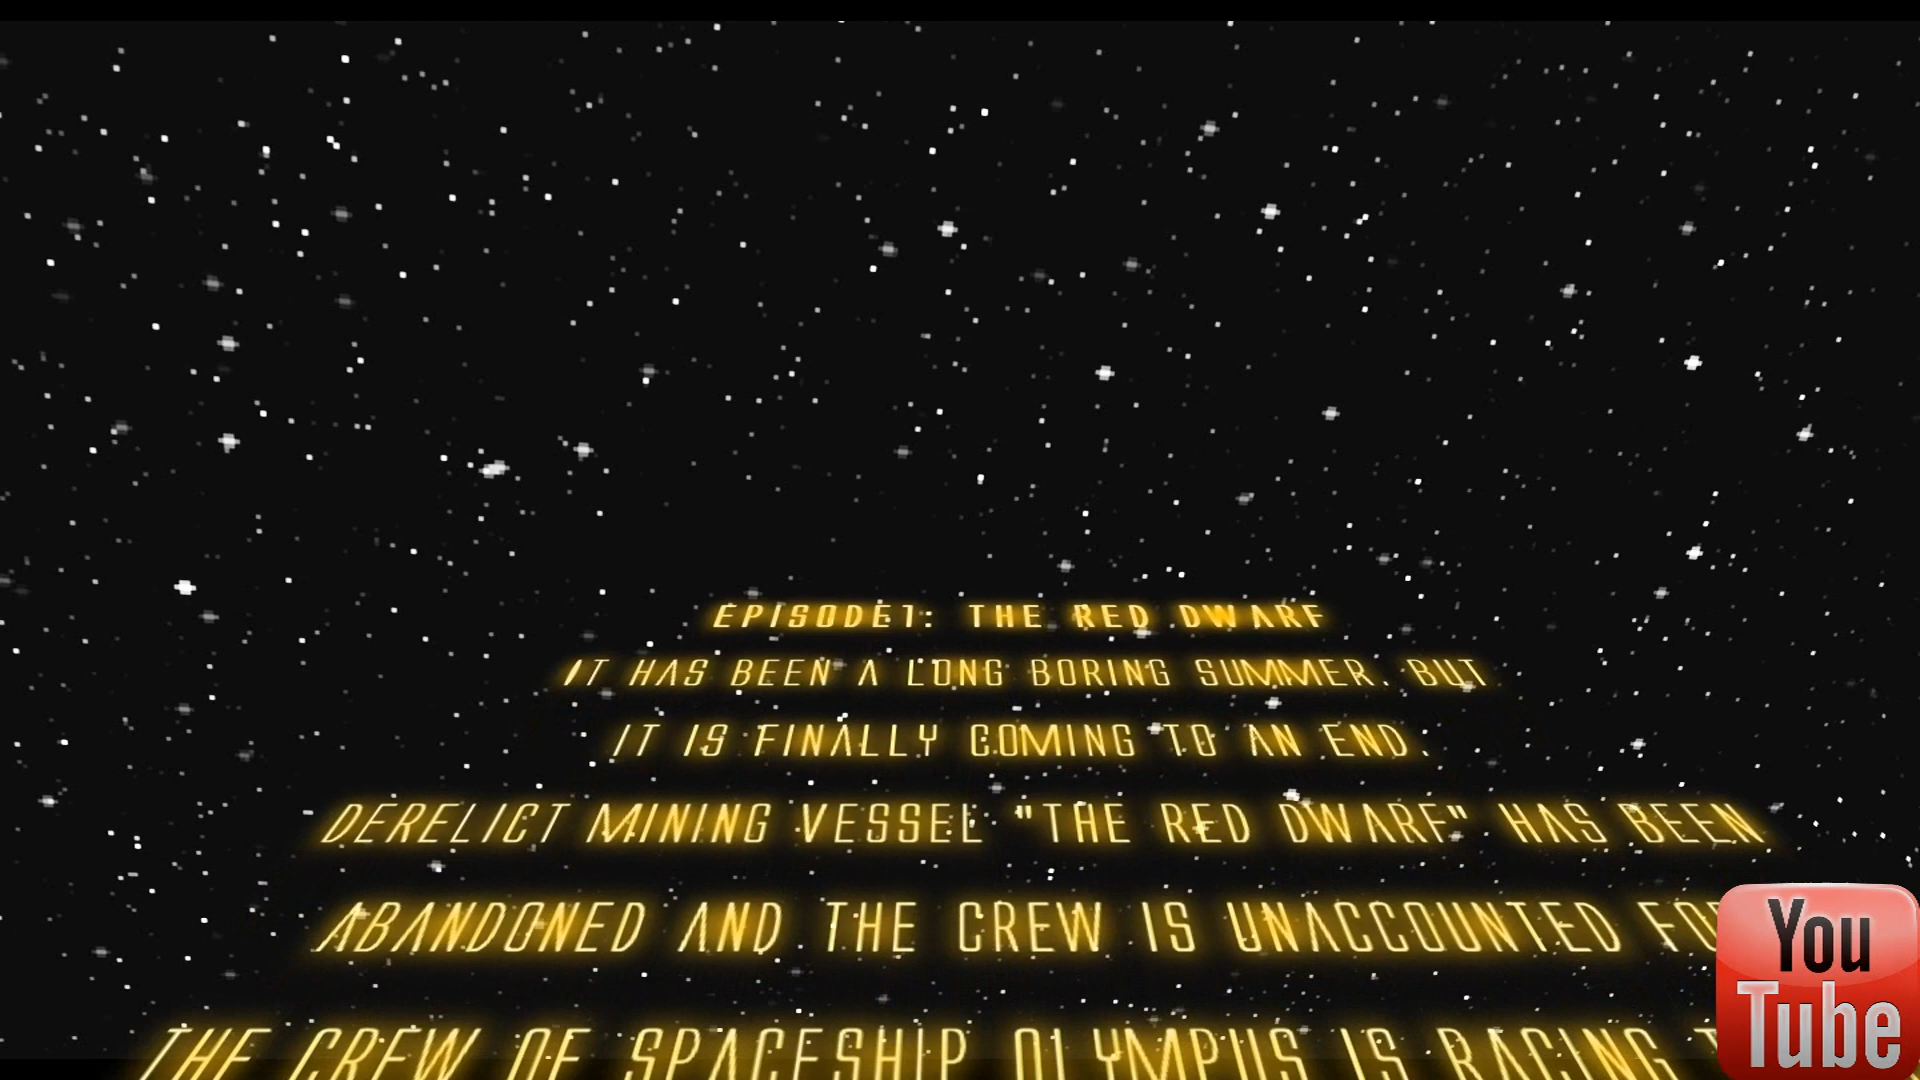 EPISODE1: THE RED DWARF
IT HAS BEEN A LONG BORING SUMMER. BUT
IT IS FINALLY COMING TO AN END.
DERELICT MINING VESSEL "THE RED DWARF" HAS BEEN
ABANDONED AND THE CREW IS UNACCOUNTED
THE CREW OF SPACESHIP OLYMPUS IS RACING
You
Tube